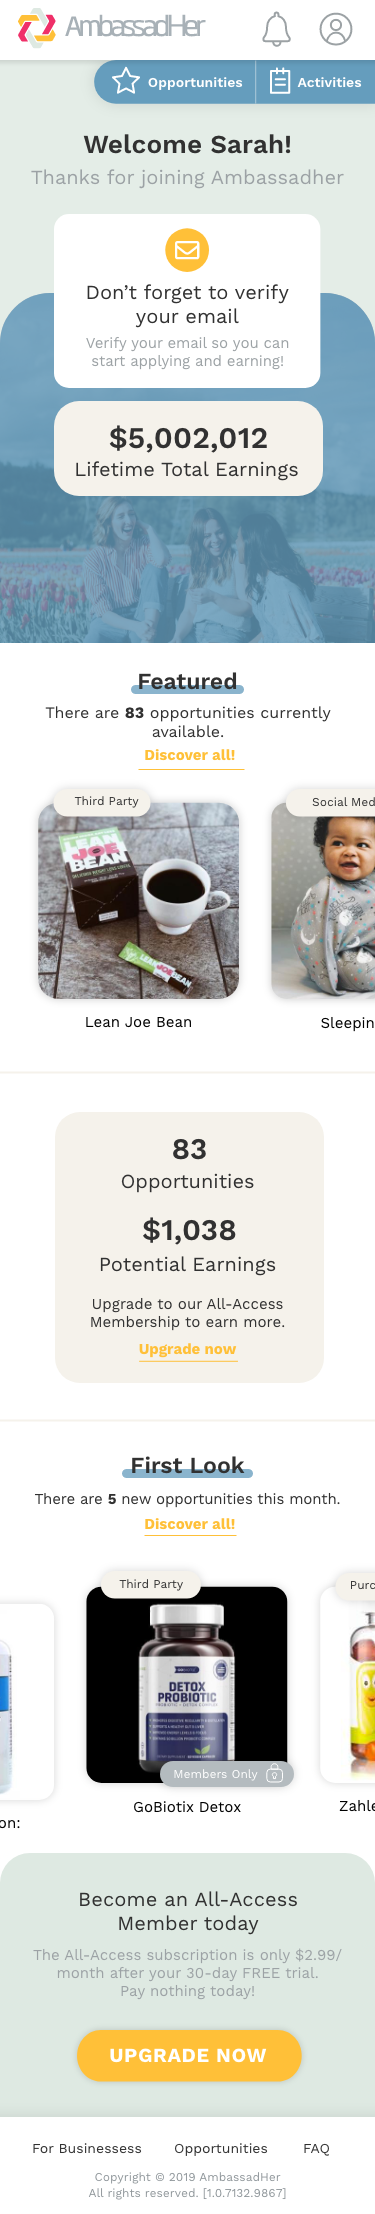 AmbassadHer
Opportunities
Activities
Welcome Sarah!
Thanks for joining Ambassadher
Don't forget to verify
your email
Verify your email so you can
start applying and earning!
$5,002,012
Lifetime Total Earnings
Featured
There are 83 opportunities currently
available.
Discover all!
Third Party
Social Med
LEAN
JOE
BEAN
Lean Joe Bean
Sleepin
83
Opportunities
$1,038
Potential Earnings
Upgrade to our All-Access
Membership to earn more.
Upgrade now
First Look
There are 5 new opportunities this month.
Discover all!
Third Party
Purc
DETOX
PROBIOTIC
Members Only
on:
GoBiotix Detox
Zahle
Become an All-Access
Member today
The All-Access subscription is only $2.99/
month after your 30-day FREE trial.
Pay nothing today!
UPGRADE NOW
For Businessess
Opportunities
FAQ
Copyright © 2019 AmbassadHer
All rights reserved. [1.0.7132.9867]